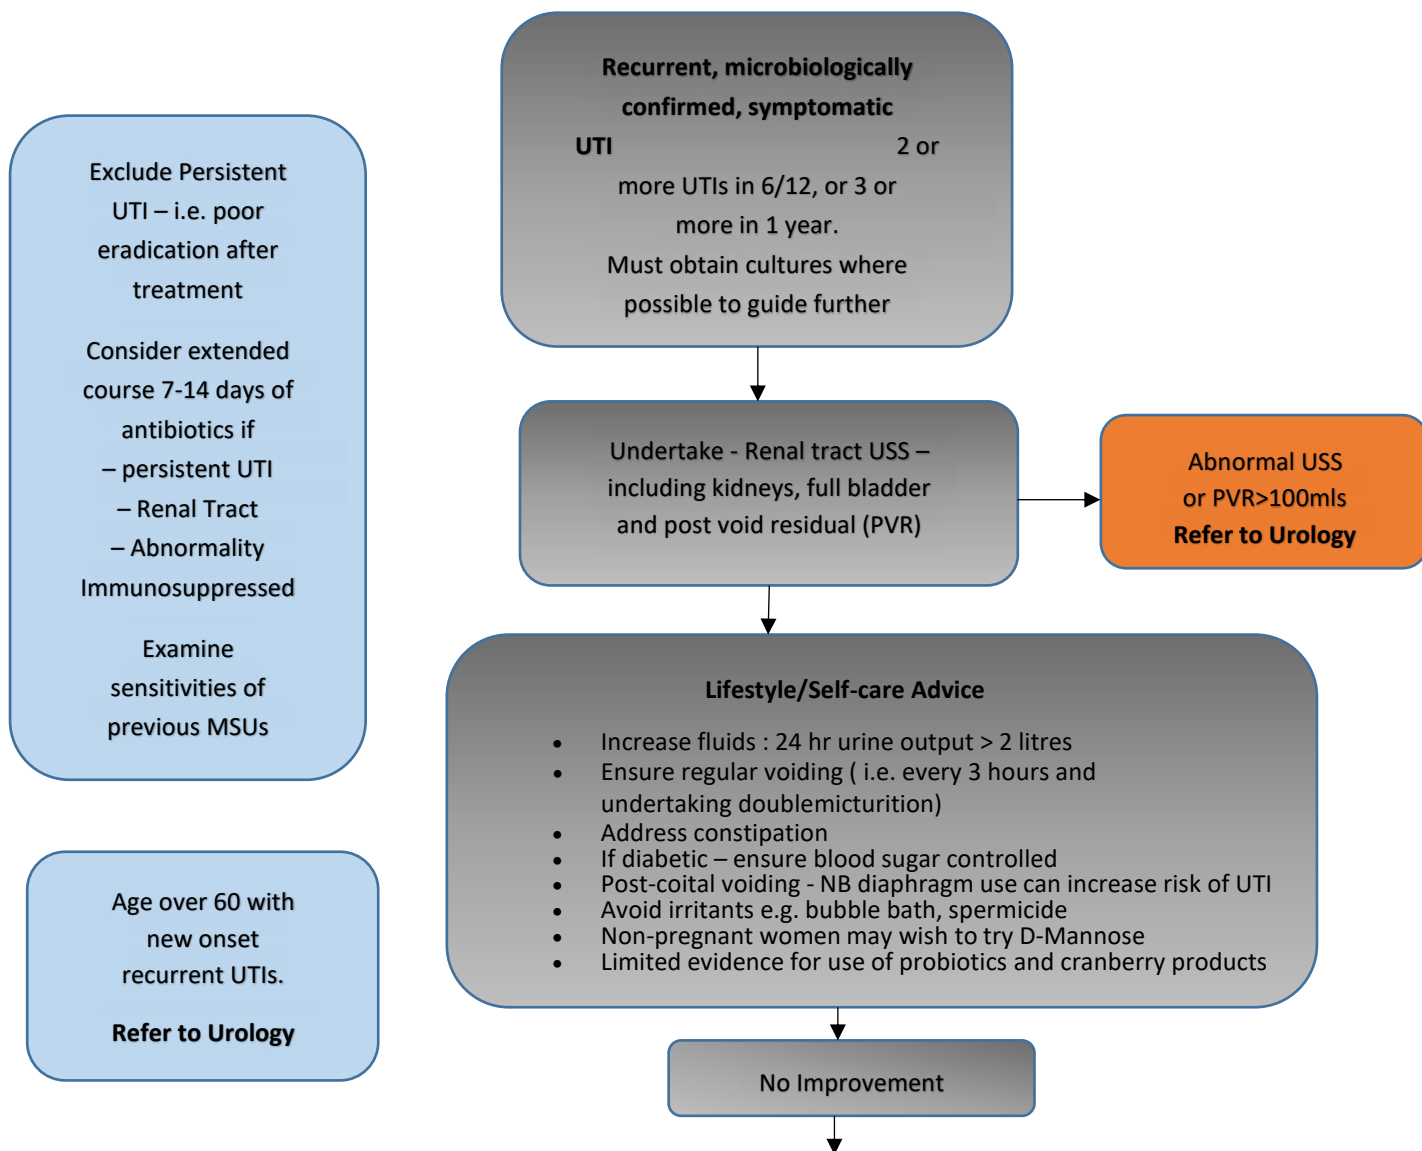 Recurrent, microbiologically
confirmed, symptomatic
UTI 2 or
more UTIs in 6/12, or 3 or
more in 1 year.
Must obtain cultures where
possible to guide further
Exclude Persistent
UTI – i.e. poor
eradication after
treatment
Consider extended
course 7-14 days of
antibiotics if
– persistent UTI
– Renal Tract
– Abnormality
Immunosuppressed
Examine
sensitivities of
previous MSUs
Undertake - Renal tract USS –
including kidneys, full bladder
and post void residual (PVR)
Abnormal USS
or PVR>100mls
Refer to Urology
Lifestyle/Self-care Advice
• Increase fluids : 24 hr urine output > 2 litres
• Ensure regular voiding ( i.e. every 3 hours and
undertaking doublemicturition)
• Address constipation
• If diabetic – ensure blood sugar controlled
• Post-coital voiding - NB diaphragm use can increase risk of UTI
• Avoid irritants e.g. bubble bath, spermicide
• Non-pregnant women may wish to try D-Mannose
• Limited evidence for use of probiotics and cranberry products
Age over 60 with
new onset
recurrent UTIs.
Refer to Urology
No Improvement